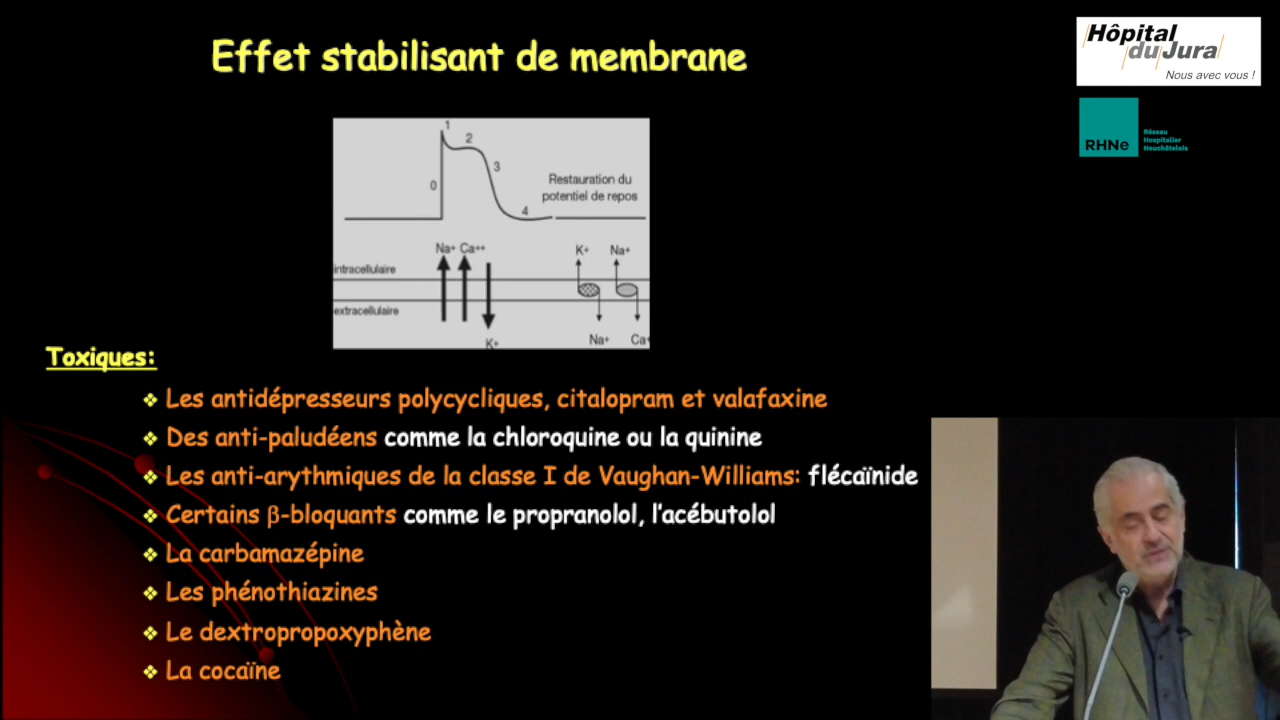 Effet stabilisant de membrane
Hôpital
du Jura
Nous avec vous !
RHNe
Réseau
Hospitalier
Neuchâtelois
1
2
3
0
4
Restauration du
potentiel de repos
Na+ Ca++
K+ Na+
intracellulaire
extracellulaire
K+
Na+ Ca+
Toxiques:
❖ Les antidépresseurs polycycliques, citalopram et valafaxine
❖ Des anti-paludéens comme la chloroquine ou la quinine
❖ Les anti-arythmiques de la classe I de Vaughan-Williams: flécaïnide
❖ Certains β-bloquants comme le propranolol, l'acébutolol
❖ La carbamazépine
❖ Les phénothiazines
❖ Le dextropropoxyphène
❖ La cocaïne